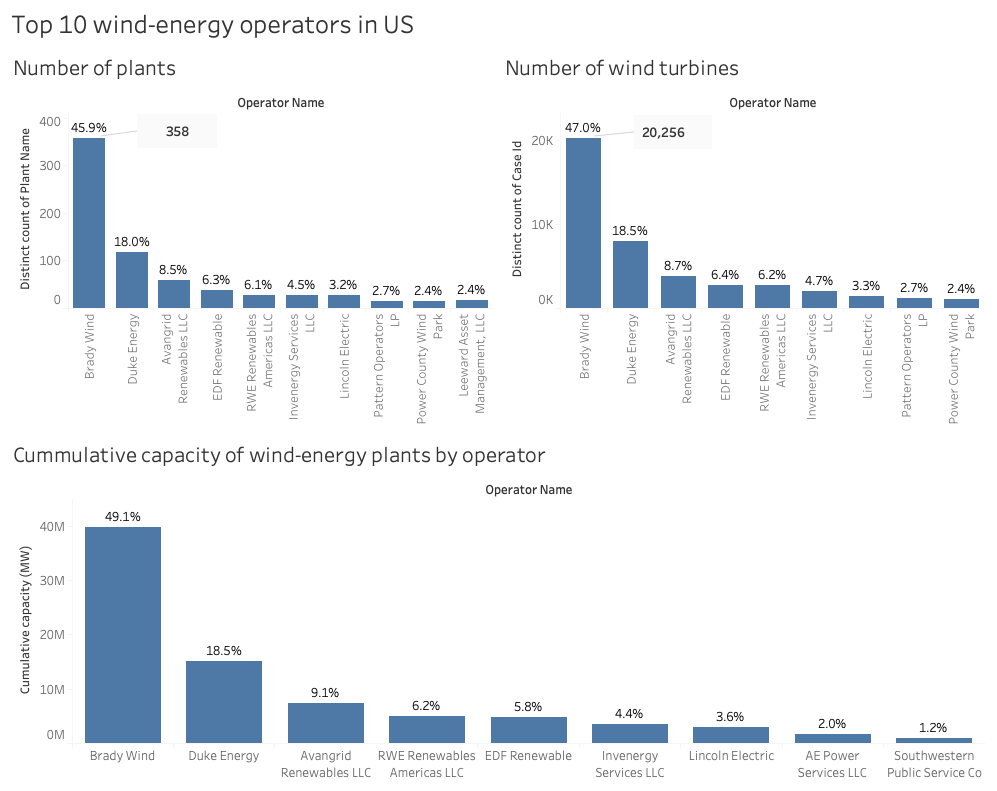 Top 10 wind-energy operators in US
Number of plants
Operator Name
Distinct count of Plant Name
400
300
200
100
0
45.9%
358
18.0%
8.5%
6.3%
6.1%
4.5%
3.2%
2.7%
2.4%
2.4%
Brady Wind
Duke Energy
Avangrid
Renewables LLC
EDF Renewable
RWE Renewables
Americas LLC
Invenergy Services
LLC
Lincoln Electric
Pattern Operators
LP
Power County Wind
Park
Leeward Asset
Management, LLC
Number of wind turbines
Operator Name
Distinct count of Case Id
20K
10K
0K
47.0%
20,256
18.5%
8.7%
6.4%
6.2%
4.7%
3.3%
2.7%
2.4%
Brady Wind
Duke Energy
Avangrid
Renewables LLC
EDF Renewable
RWE Renewables
Americas LLC
Invenergy Services
LLC
Lincoln Electric
Pattern Operators
LP
Power County Wind
Park
Cummulative capacity of wind-energy plants by operator
Operator Name
Cumulative capacity (MW)
40M
30M
20M
10M
0M
49.1%
18.5%
9.1%
6.2%
5.8%
4.4%
3.6%
2.0%
1.2%
Brady Wind
Duke Energy
Avangrid
Renewables LLC
RWE Renewables
Americas LLC
EDF Renewable
Invenergy
Services LLC
Lincoln Electric
AE Power
Services LLC
Southwestern
Public Service Co